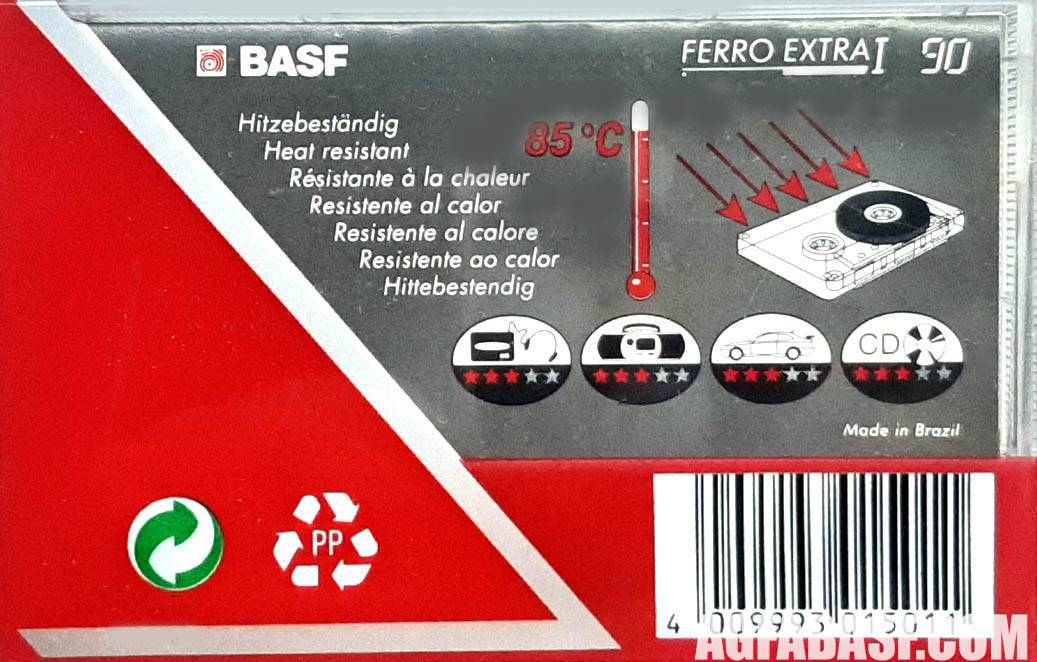 BASF
FERRO EXTRA I 90
Hitzebeständig
Heat resistant
Résistante à la chaleur
Resistente al calor
Resistente al calore
Resistente ao calor
Hittebestendig
85°C
CD
Made in Brazil
PP
4 009993 015011
AGFABASF.COM